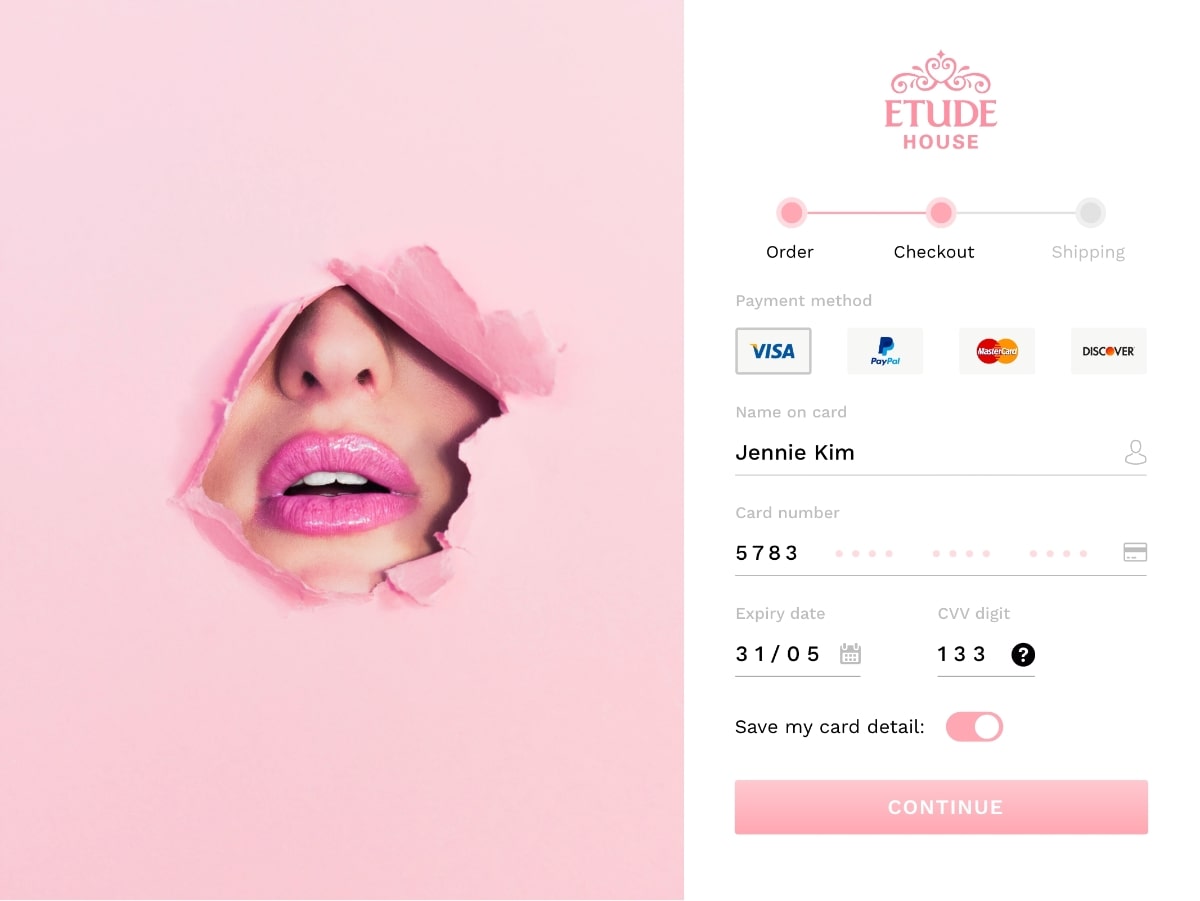 ETUDE
HOUSE
Order Checkout Shipping
Payment method
VISA PayPal MasterCard DISCOVER
Name on card
Jennie Kim
Card number
5783 •••• •••• ••••
Expiry date CVV digit
31/05 133 ?
Save my card detail:
CONTINUE